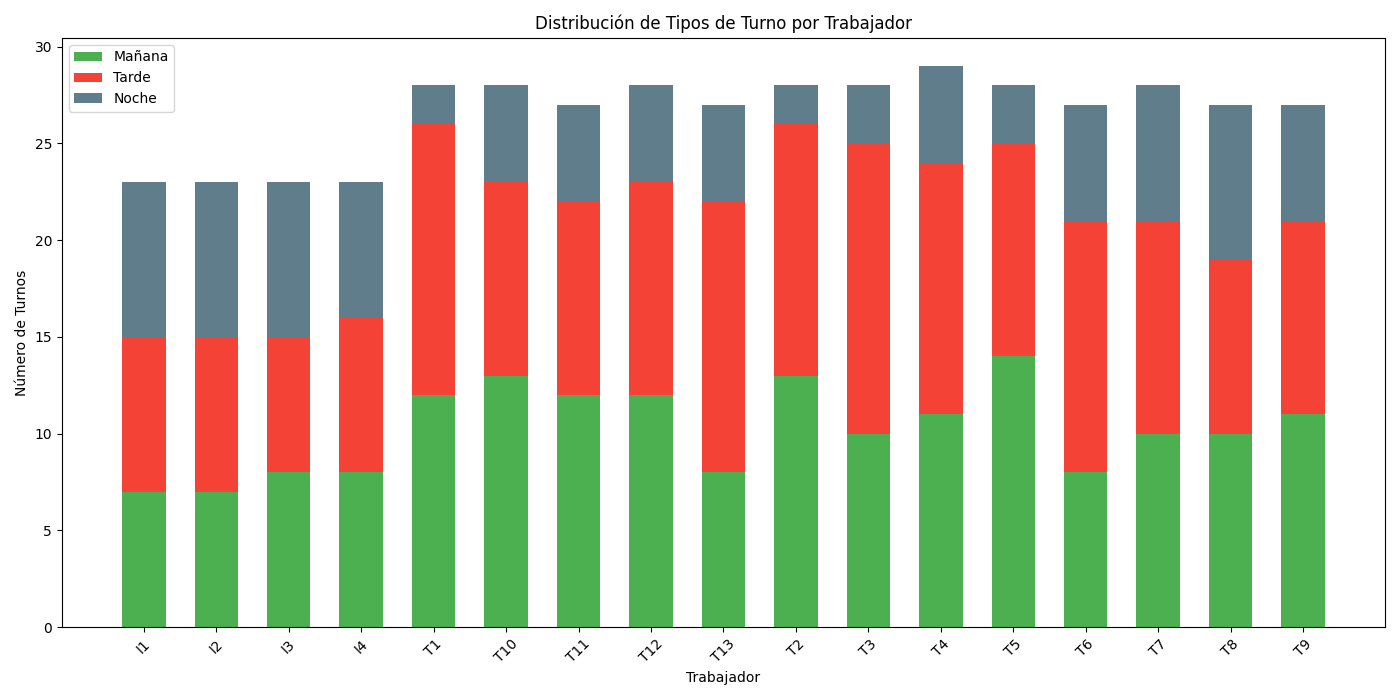 Distribución de Tipos de Turno por Trabajador
Mañana
Tarde
Noche
Número de Turnos
30
25
20
15
10
5
0
I1
I2
I3
I4
T1
T10
T11
T12
T13
T2
T3
T4
T5
T6
T7
T8
T9
Trabajador